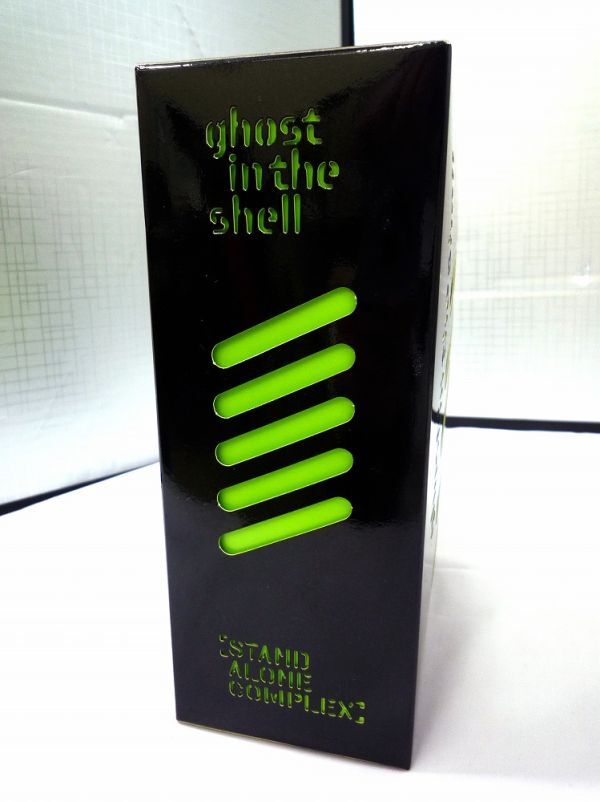 ghost
in the
shell
[STAND
ALONE
COMPLEX]